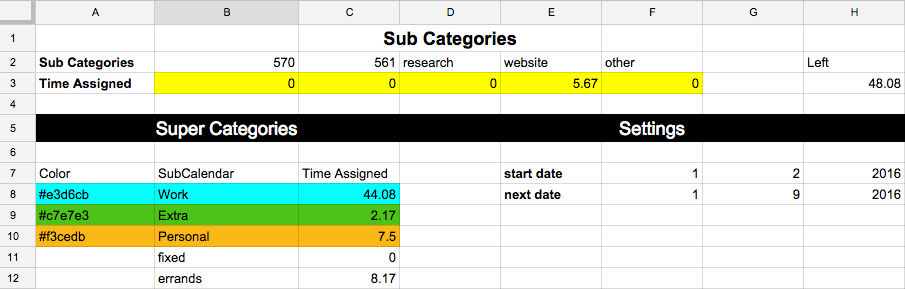 A B C D E F G H
1 Sub Categories
2 Sub Categories 570 561 research website other Left
3 Time Assigned 0 0 0 5.67 0 48.08
4
5 Super Categories Settings
6
7 Color SubCalendar Time Assigned start date 1 2 2016
8 #e3d6cb Work 44.08 next date 1 9 2016
9 #c7e7e3 Extra 2.17
10 #f3cedb Personal 7.5
11 fixed 0
12 errands 8.17